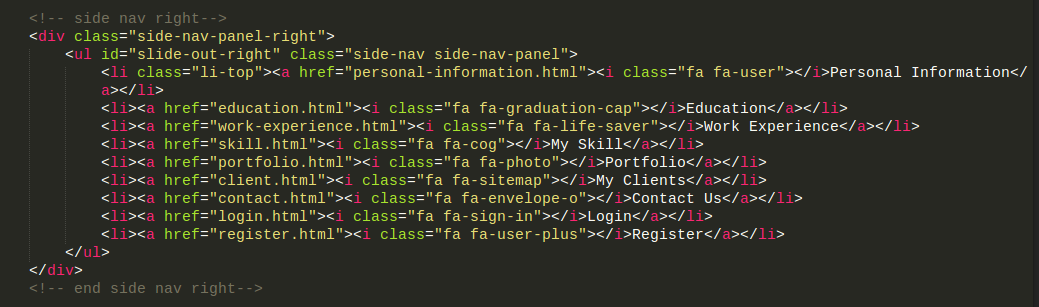 <!-- side nav right-->
<div class="side-nav-panel-right">
<ul id="slide-out-right" class="side-nav side-nav-panel">
<li class="li-top"><a href="personal-information.html"><i class="fa fa-user"></i>Personal Information</
a></li>
<li><a href="education.html"><i class="fa fa-graduation-cap"></i>Education</a></li>
<li><a href="work-experience.html"><i class="fa fa-life-saver"></i>Work Experience</a></li>
<li><a href="skill.html"><i class="fa fa-cog"></i>My Skill</a></li>
<li><a href="portfolio.html"><i class="fa fa-photo"></i>Portfolio</a></li>
<li><a href="client.html"><i class="fa fa-sitemap"></i>My Clients</a></li>
<li><a href="contact.html"><i class="fa fa-envelope-o"></i>Contact Us</a></li>
<li><a href="login.html"><i class="fa fa-sign-in"></i>Login</a></li>
<li><a href="register.html"><i class="fa fa-user-plus"></i>Register</a></li>
</ul>
</div>
<!-- end side nav right-->